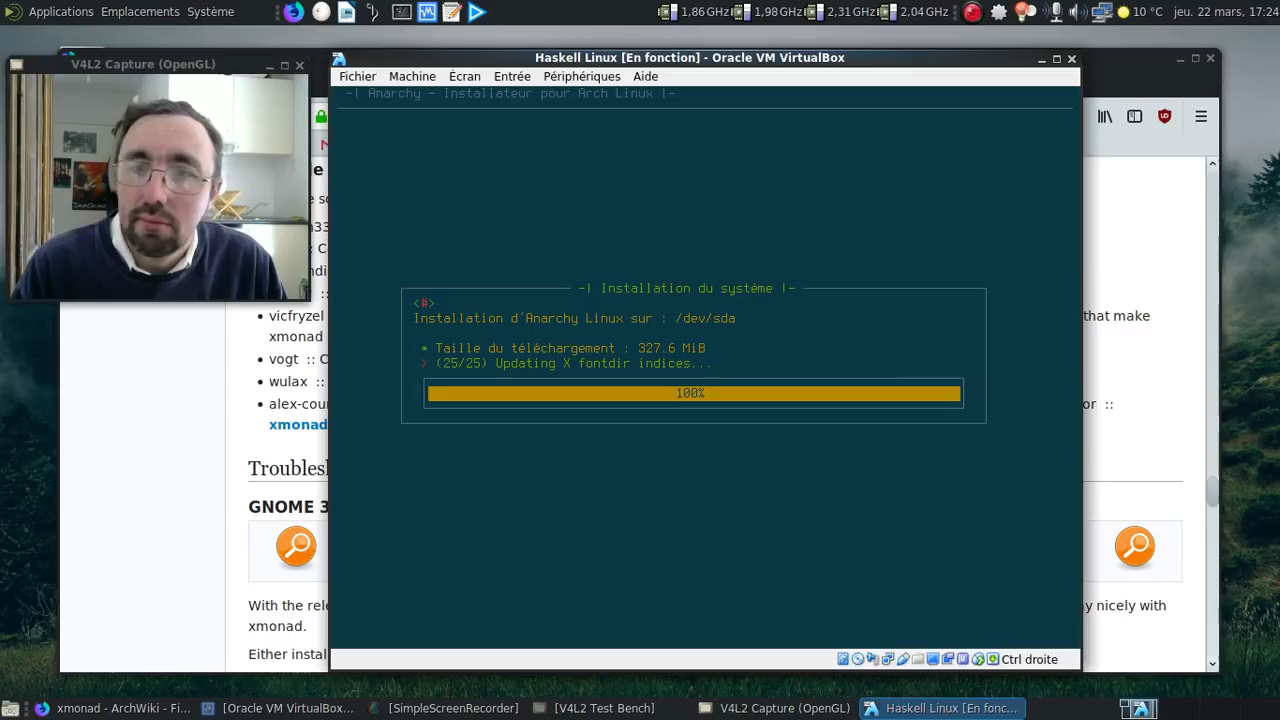 Applications Emplacements Système
1,86 GHz 1,98 GHz 2,31 GHz 2,04 GHz 10 °C jeu. 22 mars, 17:24
V4L2 Capture (OpenGL)
Haskell Linux [En fonction] - Oracle VM VirtualBox
Fichier Machine Écran Entrée Périphériques Aide
-| Anarchy - Installateur pour Arch Linux |-
-| Installation du système |-
<#>
Installation d'Anarchy Linux sur : /dev/sda
* Taille du téléchargement : 327.6 MiB
> (25/25) Updating X fontdir indices...
100%
vicfryzel
that make
xmonad
vogt :: C
wulax ::
alex-cour
or ::
xmonad
Troubles
GNOME 3
With the rel
y nicely with
xmonad.
Either instal
Ctrl droite
xmonad - ArchWiki - Fi... [Oracle VM VirtualBox... [SimpleScreenRecorder] [V4L2 Test Bench] V4L2 Capture (OpenGL) Haskell Linux [En fonc...